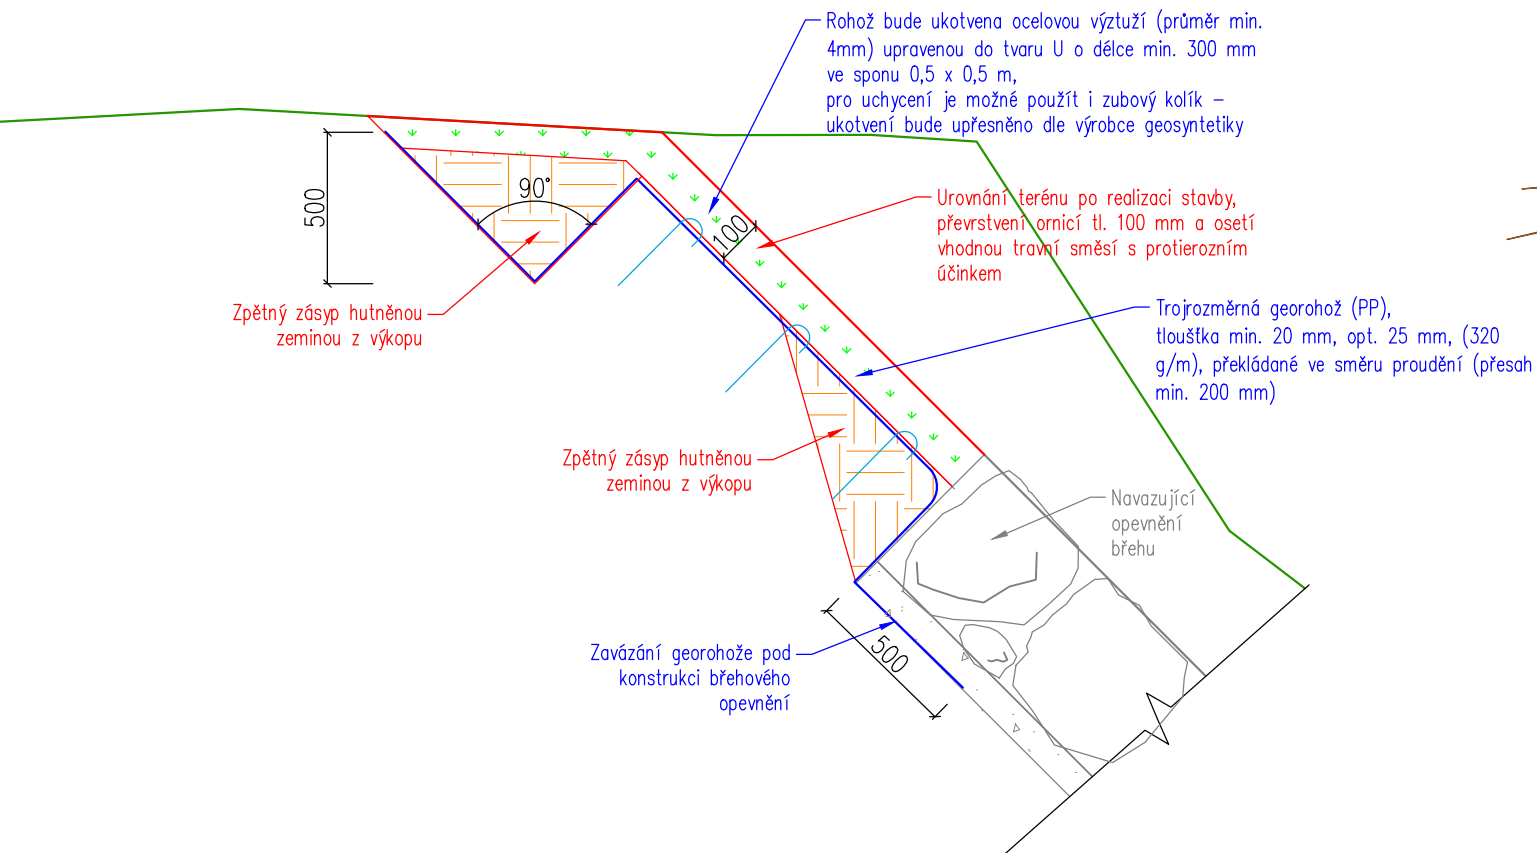 Rohož bude ukotvena ocelovou výztuží (průměr min.
4mm) upravenou do tvaru U o délce min. 300 mm
ve sponu 0,5 x 0,5 m,
pro uchycení je možné použít i zubový kolík –
ukotvení bude upřesněno dle výrobce geosyntetiky
500
90°
100
Urovnání terénu po realizaci stavby,
převrstvení ornicí tl. 100 mm a osetí
vhodnou travní směsí s protierozním
účinkem
Zpětný zásyp hutněnou
zeminou z výkopu
Trojrozměrná georohož (PP),
tloušťka min. 20 mm, opt. 25 mm, (320
g/m), překládané ve směru proudění (přesah
min. 200 mm)
Zpětný zásyp hutněnou
zeminou z výkopu
Navazující
opevnění
břehu
Zavázání georohože pod
konstrukci břehového
opevnění
500